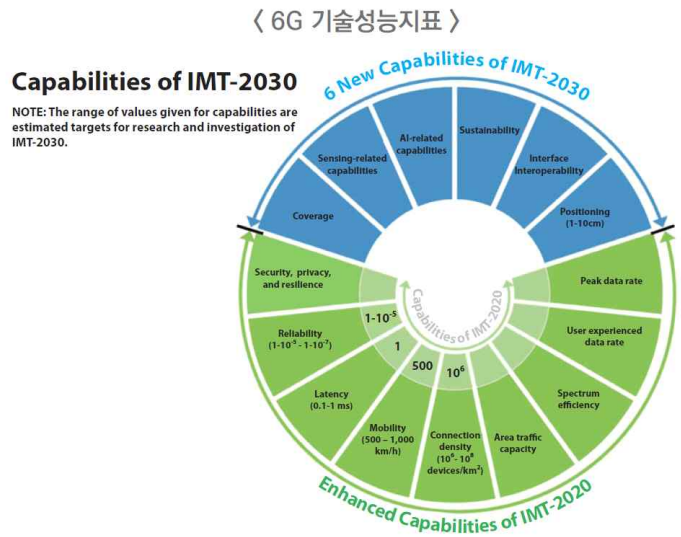 〈 6G 기술성능지표 〉
Capabilities of IMT-2030
NOTE: The range of values given for capabilities are
estimated targets for research and investigation of
IMT-2030.
6 New Capabilities of IMT-2030
Coverage
Sensing-related
capabilities
AI-related
capabilities
Sustainability
Interface
Interoperability
Positioning
(1-10cm)
Peak data rate
User experienced
data rate
Spectrum
efficiency
Area traffic
capacity
Connection
density
(10⁶- 10⁸
devices/km²)
Mobility
(500 – 1,000
km/h)
Latency
(0.1-1 ms)
Reliability
(1-10⁻⁵ - 1-10⁻⁷)
Security, privacy,
and resilience
1-10⁻⁵
1
500
10⁶
Capabilities of IMT-2020
Enhanced Capabilities of IMT-2020